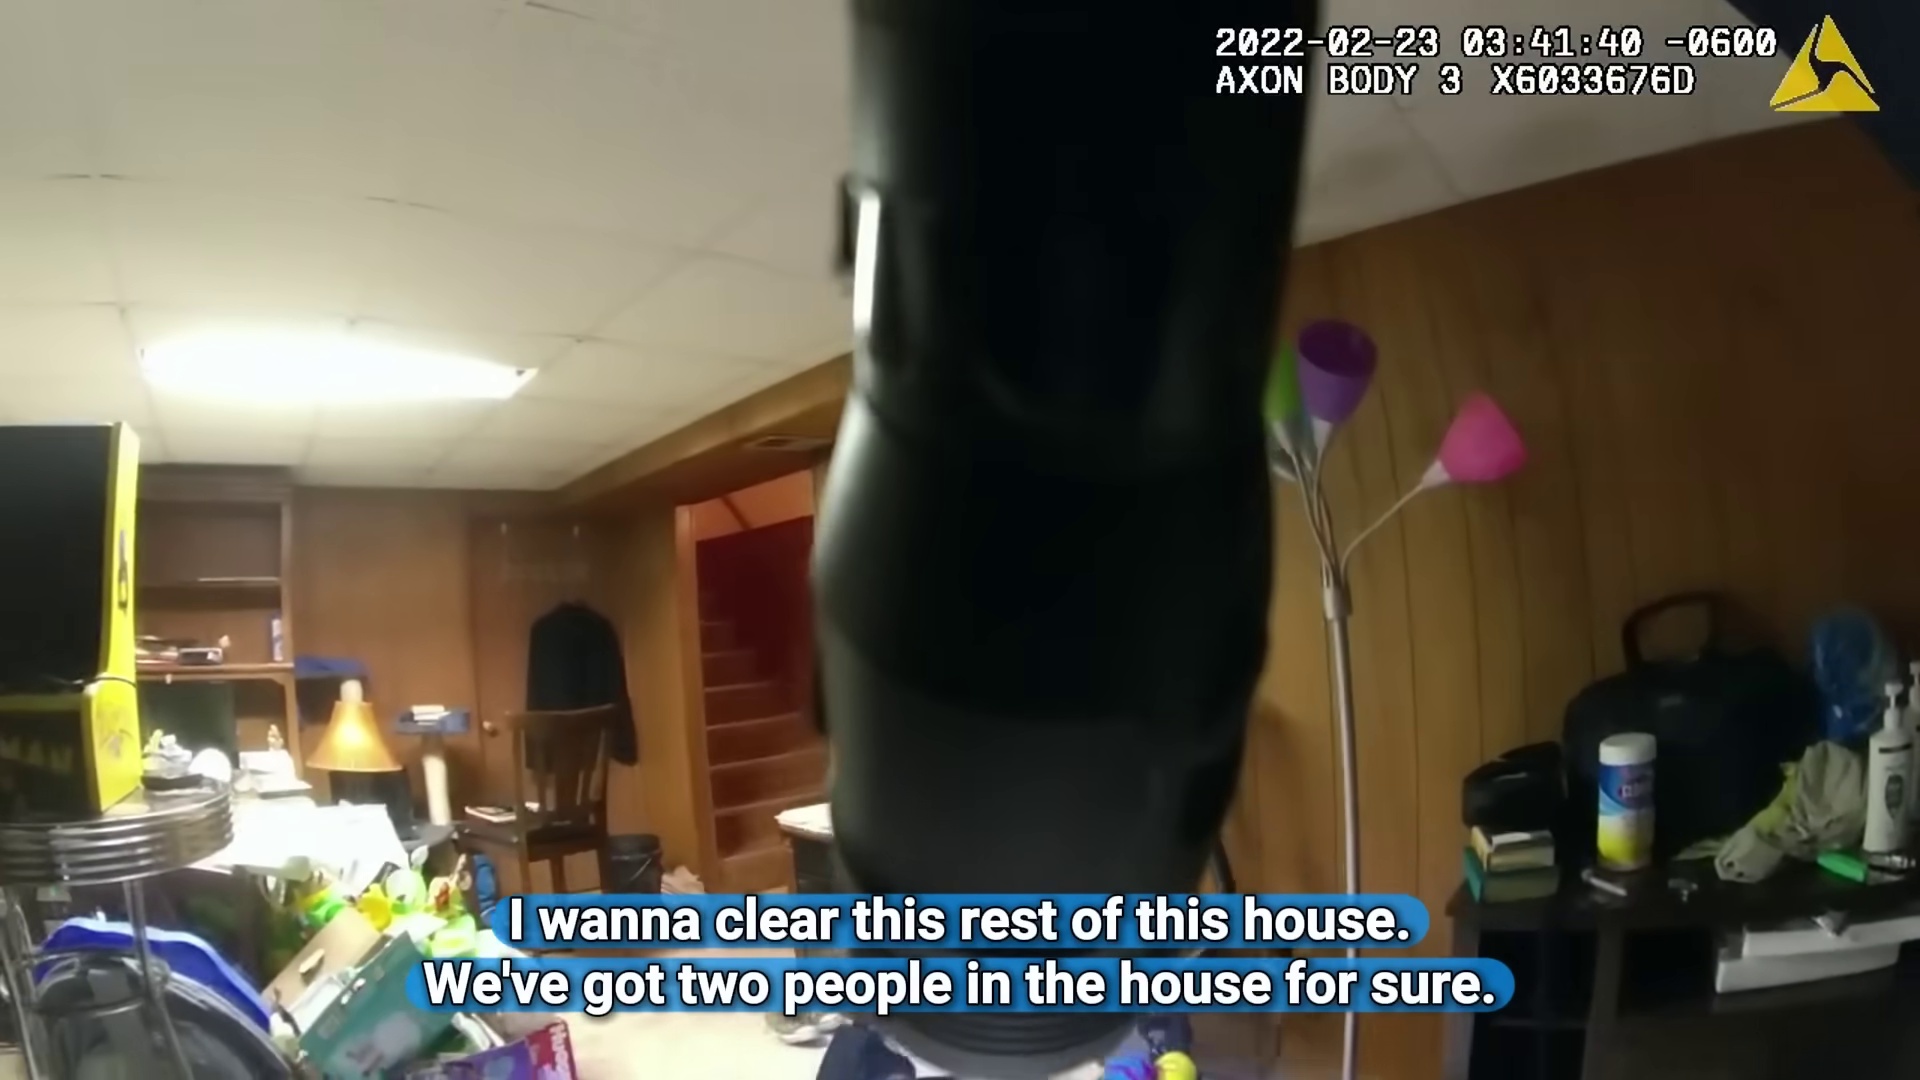 2022-02-23 03:41:40 -0600
AXON BODY 3 X6033676D
I wanna clear this rest of this house.
We've got two people in the house for sure.